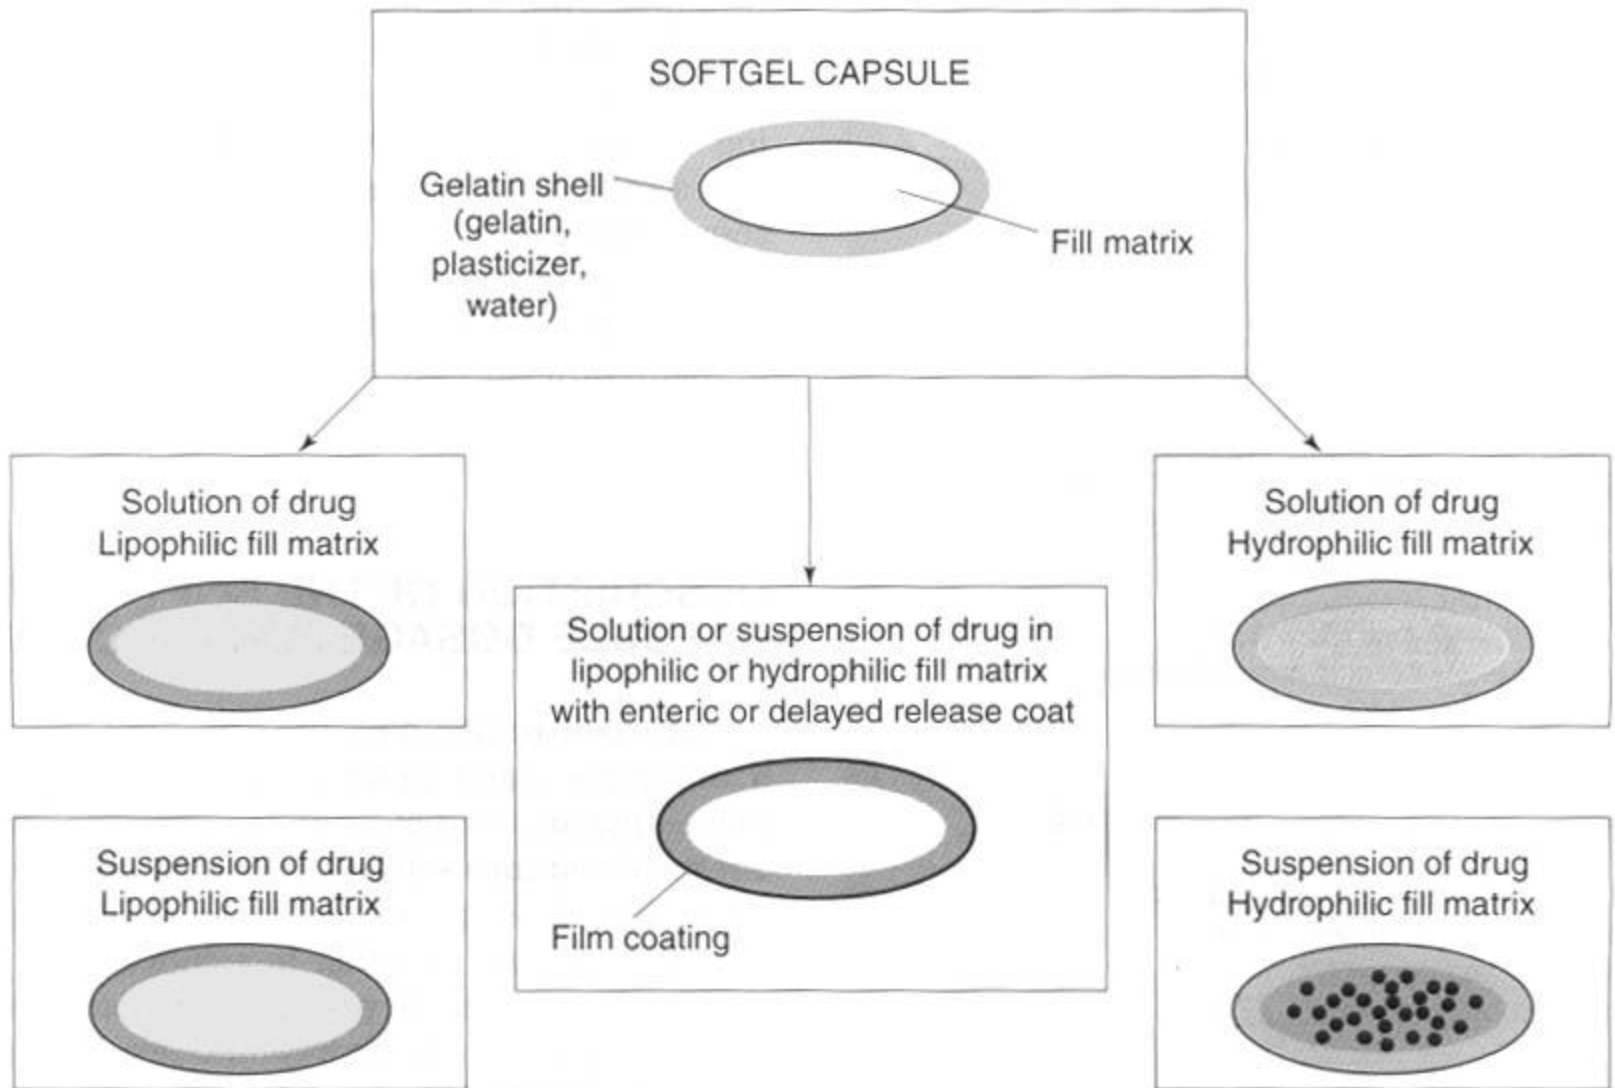 SOFTGEL CAPSULE
Gelatin shell
(gelatin,
plasticizer,
water)
Fill matrix
Solution of drug
Lipophilic fill matrix
Solution or suspension of drug in
lipophilic or hydrophilic fill matrix
with enteric or delayed release coat
Film coating
Solution of drug
Hydrophilic fill matrix
Suspension of drug
Lipophilic fill matrix
Suspension of drug
Hydrophilic fill matrix